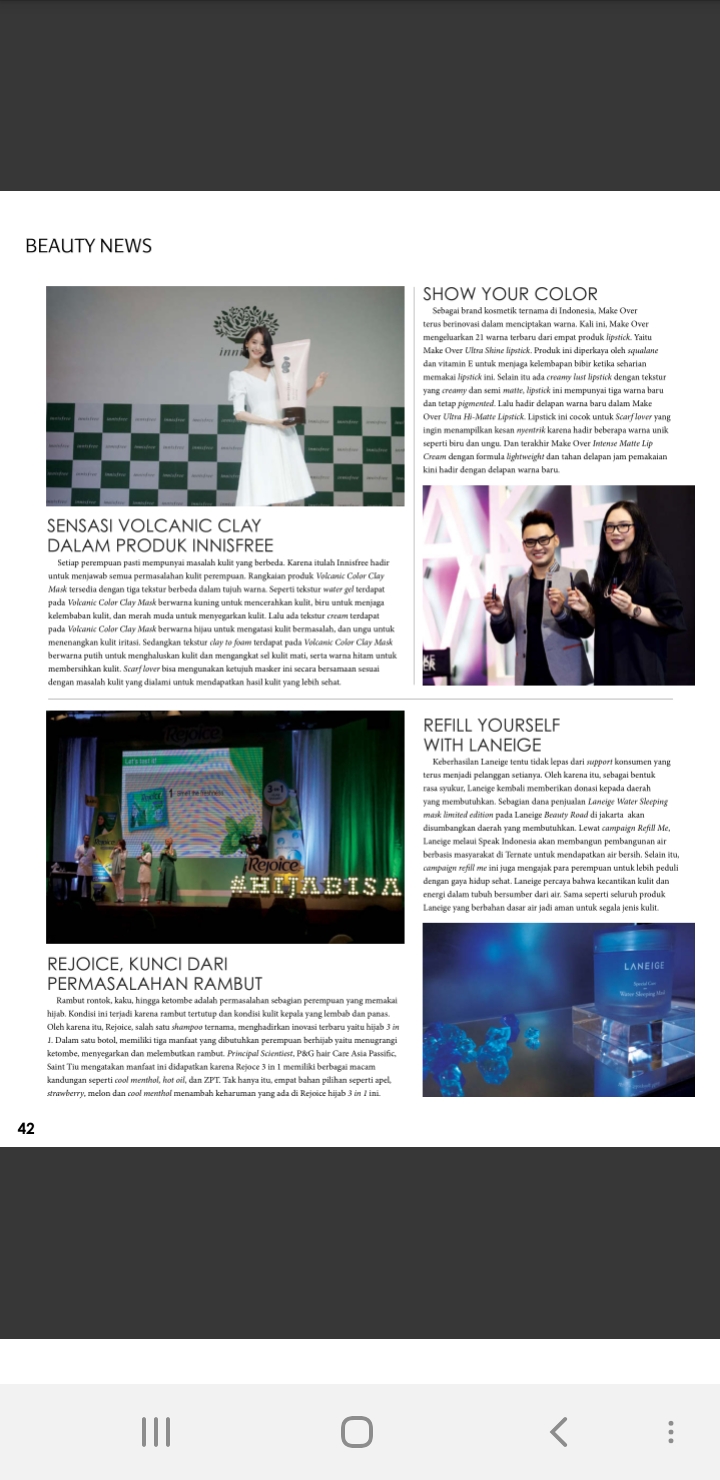 BEAUTY NEWS
innisfree
SENSASI VOLCANIC CLAY
DALAM PRODUK INNISFREE
Setiap perempuan pasti mempunyai masalah kulit yang berbeda. Karena itulah Innisfree hadir
untuk menjawab semua permasalahan kulit perempuan. Rangkaian produk Volcanic Color Clay
Mask tersedia dengan tiga tekstur berbeda dalam tujuh warna. Seperti tekstur water gel terdapat
pada Volcanic Color Clay Mask berwarna kuning untuk mencerahkan kulit, biru untuk menjaga
kelembaban kulit, dan merah muda untuk menyegarkan kulit. Lalu ada tekstur cream terdapat
pada Volcanic Color Clay Mask berwarna hijau untuk mengatasi kulit bermasalah, dan ungu untuk
menenangkan kulit iritasi. Sedangkan tekstur clay to foam terdapat pada Volcanic Color Clay Mask
berwarna putih untuk menghaluskan kulit dan mengangkat sel kulit mati, serta warna hitam untuk
membersihkan kulit. Scarf lover bisa mengunakan ketujuh masker ini secara bersamaan sesuai
dengan masalah kulit yang dialami untuk mendapatkan hasil kulit yang lebih sehat.
SHOW YOUR COLOR
Sebagai brand kosmetik ternama di Indonesia, Make Over
terus berinovasi dalam menciptakan warna. Kali ini, Make Over
mengeluarkan 21 warna terbaru dari empat produk lipstick. Yaitu
Make Over Ultra Shine lipstick. Produk ini diperkaya oleh squalane
dan vitamin E untuk menjaga kelembapan bibir ketika seharian
memakai lipstick ini. Selain itu ada creamy lust lipstick dengan tekstur
yang creamy dan semi matte, lipstick ini mempunyai tiga warna baru
dan tetap pigmented. Lalu hadir delapan warna baru dalam Make
Over Ultra Hi-Matte Lipstick. Lipstick ini cocok untuk Scarf lover yang
ingin menampilkan kesan nyentrik karena hadir beberapa warna unik
seperti biru dan ungu. Dan terakhir Make Over Intense Matte Lip
Cream dengan formula lightweight dan tahan delapan jam pemakaian
kini hadir dengan delapan warna baru.
Rejoice
Let's test it!
3in1
Rejoice
#HIJABISA
REJOICE, KUNCI DARI
PERMASALAHAN RAMBUT
Rambut rontok, kaku, hingga ketombe adalah permasalahan sebagian perempuan yang memakai
hijab. Kondisi ini terjadi karena rambut tertutup dan kondisi kulit kepala yang lembab dan panas.
Oleh karena itu, Rejoice, salah satu shampoo ternama, menghadirkan inovasi terbaru yaitu hijab 3 in
1. Dalam satu botol, memiliki tiga manfaat yang dibutuhkan perempuan berhijab yaitu menugrangi
ketombe, menyegarkan dan melembutkan rambut. Principal Scientiest, P&G hair Care Asia Passific,
Saint Tiu mengatakan manfaat ini didapatkan karena Rejoce 3 in 1 memiliki berbagai macam
kandungan seperti cool menthol, hot oil, dan ZPT. Tak hanya itu, empat bahan pilihan seperti apel,
strawberry, melon dan cool menthol menambah keharuman yang ada di Rejoice hijab 3 in 1 ini.
REFILL YOURSELF
WITH LANEIGE
Keberhasilan Laneige tentu tidak lepas dari support konsumen yang
terus menjadi pelanggan setianya. Oleh karena itu, sebagai bentuk
rasa syukur, Laneige kembali memberikan donasi kepada daerah
yang membutuhkan. Sebagian dana penjualan Laneige Water Sleeping
mask limited edition pada Laneige Beauty Road di jakarta akan
disumbangkan daerah yang membutuhkan. Lewat campaign Refill Me,
Laneige melaui Speak Indonesia akan membangun pembangunan air
berbasis masyarakat di Ternate untuk mendapatkan air bersih. Selain itu,
campaign refill me ini juga mengajak para perempuan untuk lebih peduli
dengan gaya hidup sehat. Laneige percaya bahwa kecantikan kulit dan
energi dalam tubuh bersumber dari air. Sama seperti seluruh produk
Laneige yang berbahan dasar air jadi aman untuk segala jenis kulit.
LANEIGE
Special Care
Water Sleeping Mask
42